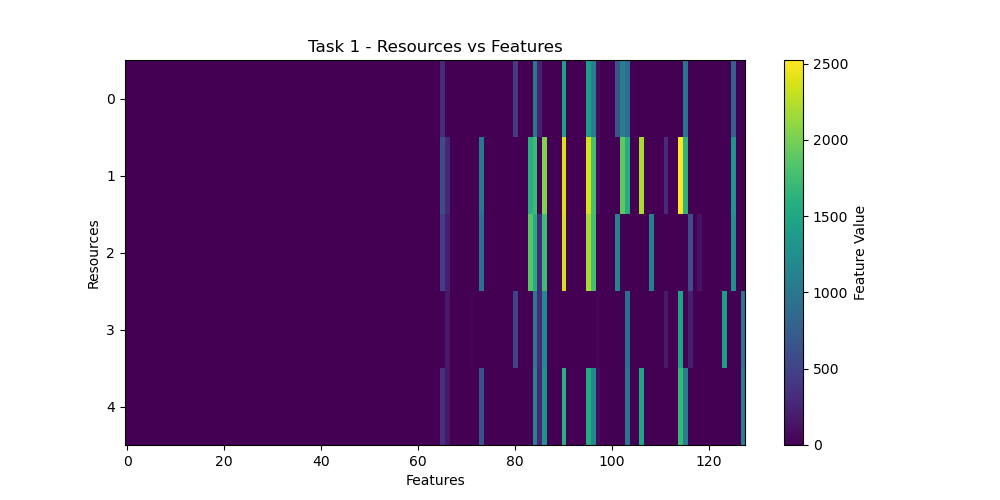 Task 1 - Resources vs Features
Resources
0
1
2
3
4
0 20 40 60 80 100 120
Features
2500
2000
1500
1000
500
0
Feature Value